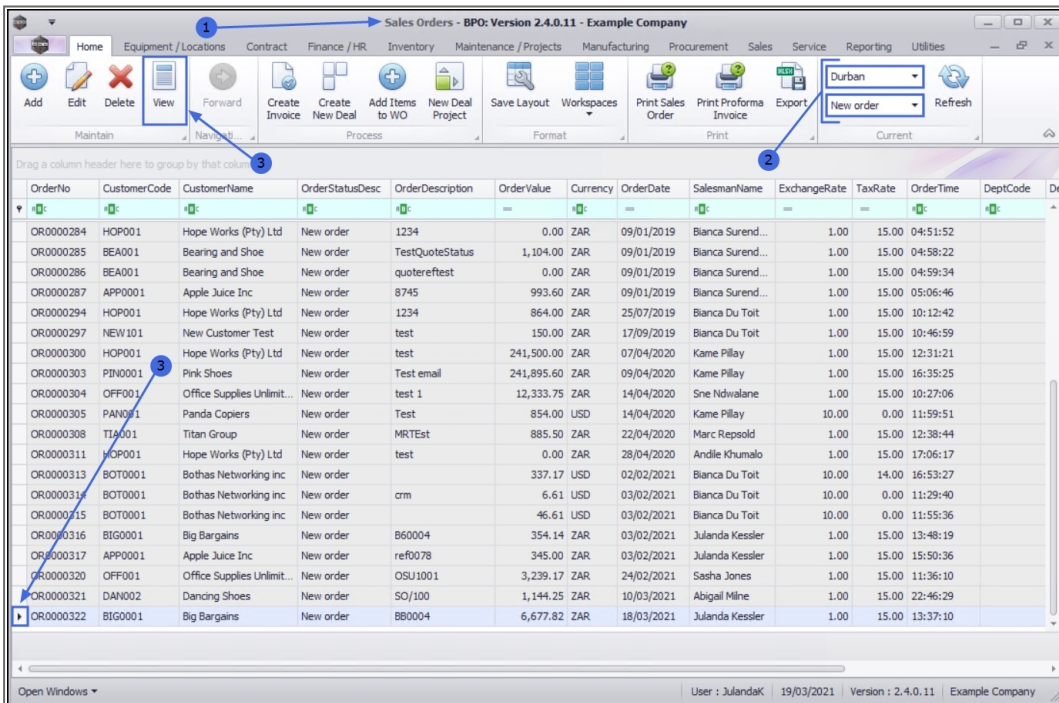 1
Sales Orders - BPO: Version 2.4.0.11 - Example Company
Home Equipment / Locations Contract Finance / HR Inventory Maintenance / Projects Manufacturing Procurement Sales Service Reporting Utilities
Add Edit Delete View Forward Create Invoice Create New Deal Add Items to WO New Deal Project Save Layout Workspaces Print Sales Order Print Proforma Invoice Export Durban New order Refresh
Maintain Navigati... Process Format Print Current
3 2
Drag a column header here to group by that colum
OrderNo CustomerCode CustomerName OrderStatusDesc OrderDescription OrderValue Currency OrderDate SalesmanName ExchangeRate TaxRate OrderTime DeptCode De
OR0000284 HOP001 Hope Works (Pty) Ltd New order 1234 0.00 ZAR 09/01/2019 Bianca Surend... 1.00 15.00 04:51:52
OR0000285 BEA001 Bearing and Shoe New order TestQuoteStatus 1,104.00 ZAR 09/01/2019 Bianca Surend... 1.00 15.00 04:58:22
OR0000286 BEA001 Bearing and Shoe New order quotereftest 0.00 ZAR 09/01/2019 Bianca Surend... 1.00 15.00 04:59:34
OR0000287 APP0001 Apple Juice Inc New order 8745 993.60 ZAR 09/01/2019 Bianca Surend... 1.00 15.00 05:06:46
OR0000294 HOP001 Hope Works (Pty) Ltd New order 1234 864.00 ZAR 25/07/2019 Bianca Du Toit 1.00 15.00 10:12:42
OR0000297 NEW101 New Customer Test New order test 150.00 ZAR 17/09/2019 Bianca Du Toit 1.00 15.00 10:46:59
OR0000300 HOP001 Hope Works (Pty) Ltd New order test 241,500.00 ZAR 07/04/2020 Kame Pillay 1.00 15.00 12:31:21
OR0000303 PIN0001 Pink Shoes New order Test email 241,895.60 ZAR 09/04/2020 Kame Pillay 1.00 15.00 16:35:25
3
OR0000304 OFF001 Office Supplies Unlimit... New order test 1 12,333.75 ZAR 14/04/2020 Sne Ndwalane 1.00 15.00 10:27:06
OR0000305 PAN001 Panda Copiers New order Test 854.00 USD 14/04/2020 Kame Pillay 10.00 0.00 11:59:51
OR0000308 TIA001 Titan Group New order MRTEst 885.50 ZAR 22/04/2020 Marc Repsold 1.00 15.00 12:38:44
OR0000311 HOP001 Hope Works (Pty) Ltd New order test 0.00 ZAR 28/04/2020 Andile Khumalo 1.00 15.00 17:06:17
OR0000313 BOT0001 Bothas Networking inc New order 337.17 USD 02/02/2021 Bianca Du Toit 10.00 14.00 16:53:27
OR0000314 BOT0001 Bothas Networking inc New order crm 6.61 USD 03/02/2021 Bianca Du Toit 10.00 0.00 11:29:40
OR0000315 BOT0001 Bothas Networking inc New order 46.61 USD 03/02/2021 Bianca Du Toit 10.00 0.00 11:55:36
OR0000316 BIG0001 Big Bargains New order B60004 354.14 ZAR 03/02/2021 Julanda Kessler 1.00 15.00 13:48:19
OR0000317 APP0001 Apple Juice Inc New order ref0078 345.00 ZAR 03/02/2021 Julanda Kessler 1.00 15.00 15:50:36
OR0000320 OFF001 Office Supplies Unlimit... New order OSU1001 3,239.17 ZAR 24/02/2021 Sasha Jones 1.00 15.00 11:36:10
OR0000321 DAN002 Dancing Shoes New order SO/100 1,144.25 ZAR 10/03/2021 Abigail Milne 1.00 15.00 22:46:29
OR0000322 BIG0001 Big Bargains New order BB0004 6,677.82 ZAR 18/03/2021 Julanda Kessler 1.00 15.00 13:37:10
Open Windows User : JulandaK 19/03/2021 Version : 2.4.0.11 Example Company